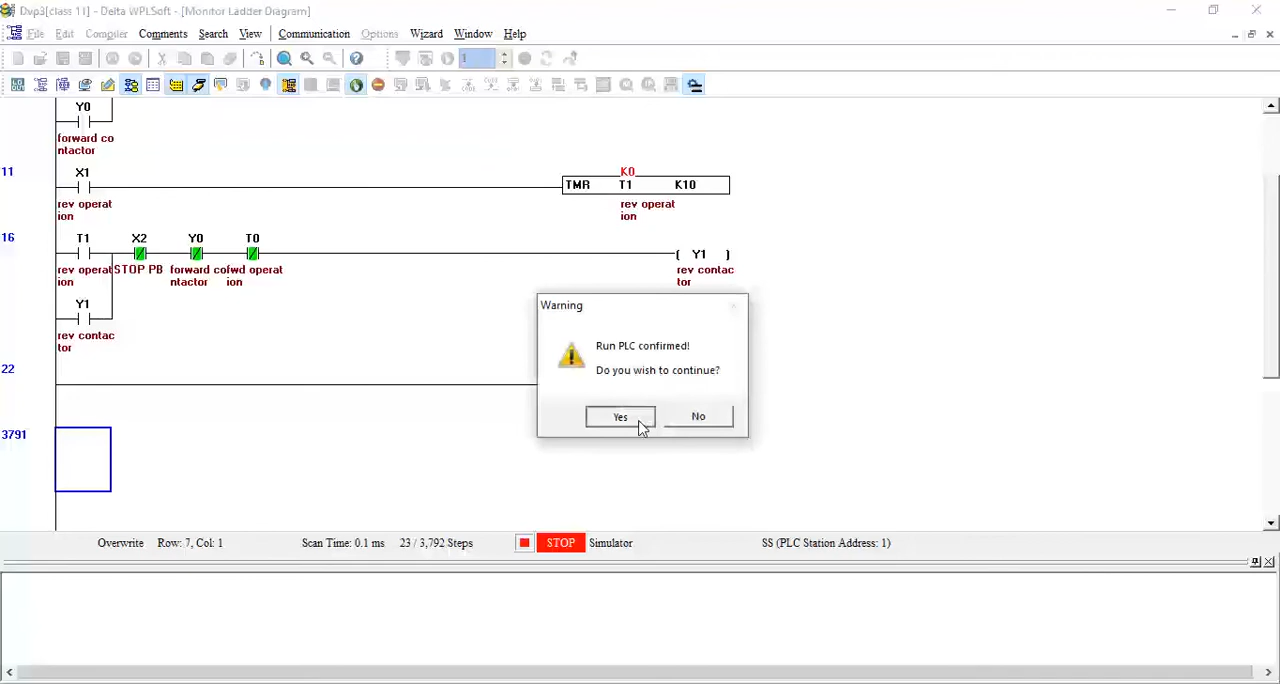 Dvp3[class 11] - Delta WPLSoft - [Monitor Ladder Diagram]
File Edit Compiler Comments Search View Communication Options Wizard Window Help
1
Y0
forward co
ntactor
11
X1
K0
TMR T1 K10
rev operat
ion
rev operat
ion
16
T1 X2 Y0 T0
( Y1 )
rev operat STOP PB forward co fwd operat
ion ntactor ion
rev contac
tor
Y1
rev contac
tor
22
3791
Warning
Run PLC confirmed!
Do you wish to continue?
Yes No
Overwrite Row: 7, Col: 1 Scan Time: 0.1 ms 23 / 3,792 Steps STOP Simulator SS (PLC Station Address: 1)